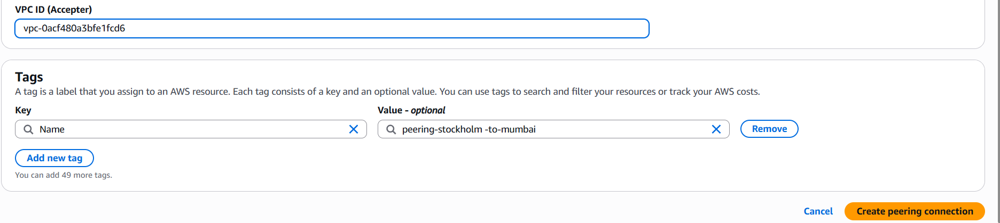 VPC ID (Accepter)
vpc-0acf480a3bfe1fcd6
Tags
A tag is a label that you assign to an AWS resource. Each tag consists of a key and an optional value. You can use tags to search and filter your resources or track your AWS costs.
Key
Value - optional
Name
peering-stockholm -to-mumbai
Remove
Add new tag
You can add 49 more tags.
Cancel
Create peering connection